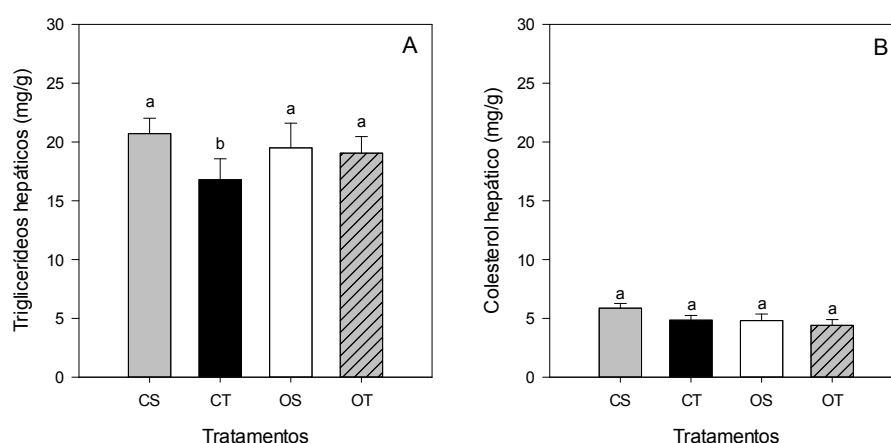 A
Triglicerídeos hepáticos (mg/g)
30
25
20
15
10
5
0
a
b
a
a
CS CT OS OT
Tratamentos
B
Colesterol hepático (mg/g)
30
25
20
15
10
5
0
a
a
a
a
CS CT OS OT
Tratamentos